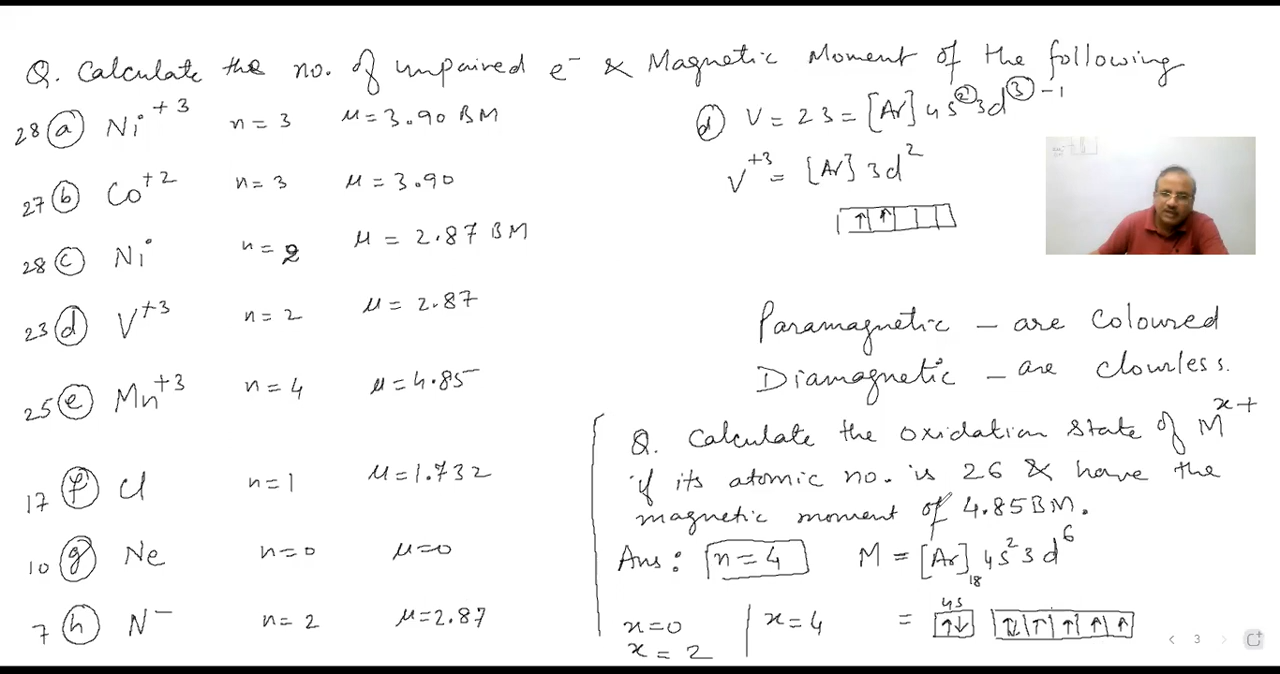 Q. Calculate the no. of unpaired e⁻ & Magnetic Moment of the following
28 (a) Ni⁺³ n = 3 μ = 3.90 BM
27 (b) Co⁺² n = 3 μ = 3.90
28 (c) Ni n = 2 μ = 2.87 BM
23 (d) V⁺³ n = 2 μ = 2.87
25 (e) Mn⁺³ n = 4 μ = 4.85
17 (f) Cl n = 1 μ = 1.732
10 (g) Ne n = 0 μ = 0
7 (h) N⁻ n = 2 μ = 2.87
(d) V = 23 = [Ar] 4s² 3d³⁻¹
V⁺³ = [Ar] 3d²
↑ ↑
Paramagnetic – are coloured
Diamagnetic – are clourless.
Q. Calculate the oxidation state of Mˣ⁺
if its atomic no. is 26 & have the
magnetic moment of 4.85 BM.
Ans: n = 4 M = [Ar]₁₈ 4s² 3d⁶
4s
x = 0 x = 4 = ↑↓ ↑↓ ↑ ↑ ↑ ↑
x = 2
< 3 >